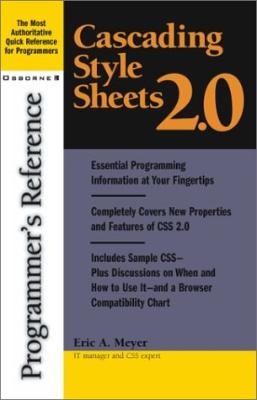 The Most
Authoritative
Quick Reference
for Programmers
OSBORNE
Programmer's Reference
Cascading
Style
Sheets 2.0
Essential Programming
Information at Your Fingertips
Completely Covers New Properties
and Features of CSS 2.0
Includes Sample CSS—
Plus Discussions on When and
How to Use It—and a Browser
Compatibility Chart
Eric A. Meyer
IT manager and CSS expert